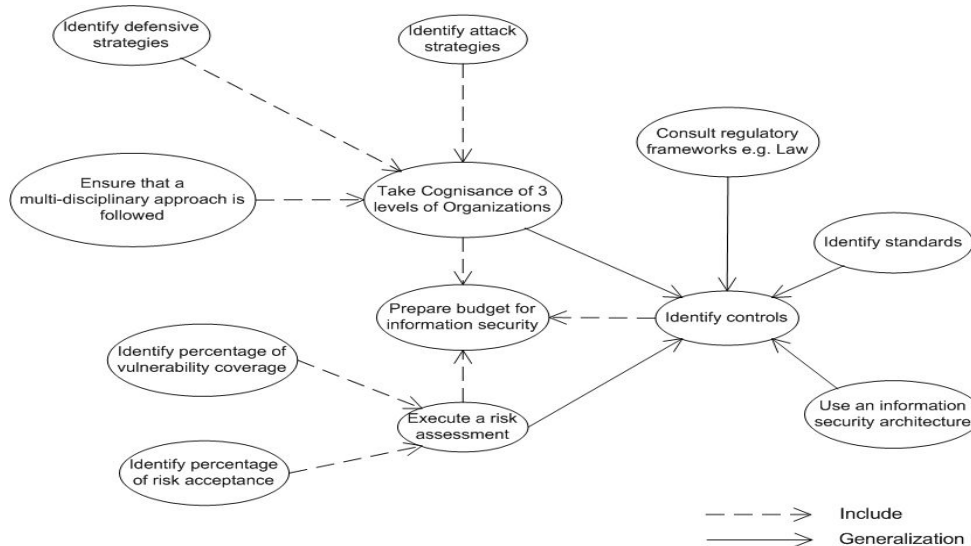 Identify defensive
strategies
Identify attack
strategies
Consult regulatory
frameworks e.g. Law
Ensure that a
multi-disciplinary approach is
followed
Take Cognisance of 3
levels of Organizations
Identify standards
Prepare budget for
information security
Identify controls
Identify percentage of
vulnerability coverage
Execute a risk
assessment
Use an information
security architecture
Identify percentage
of risk acceptance
Include
Generalization